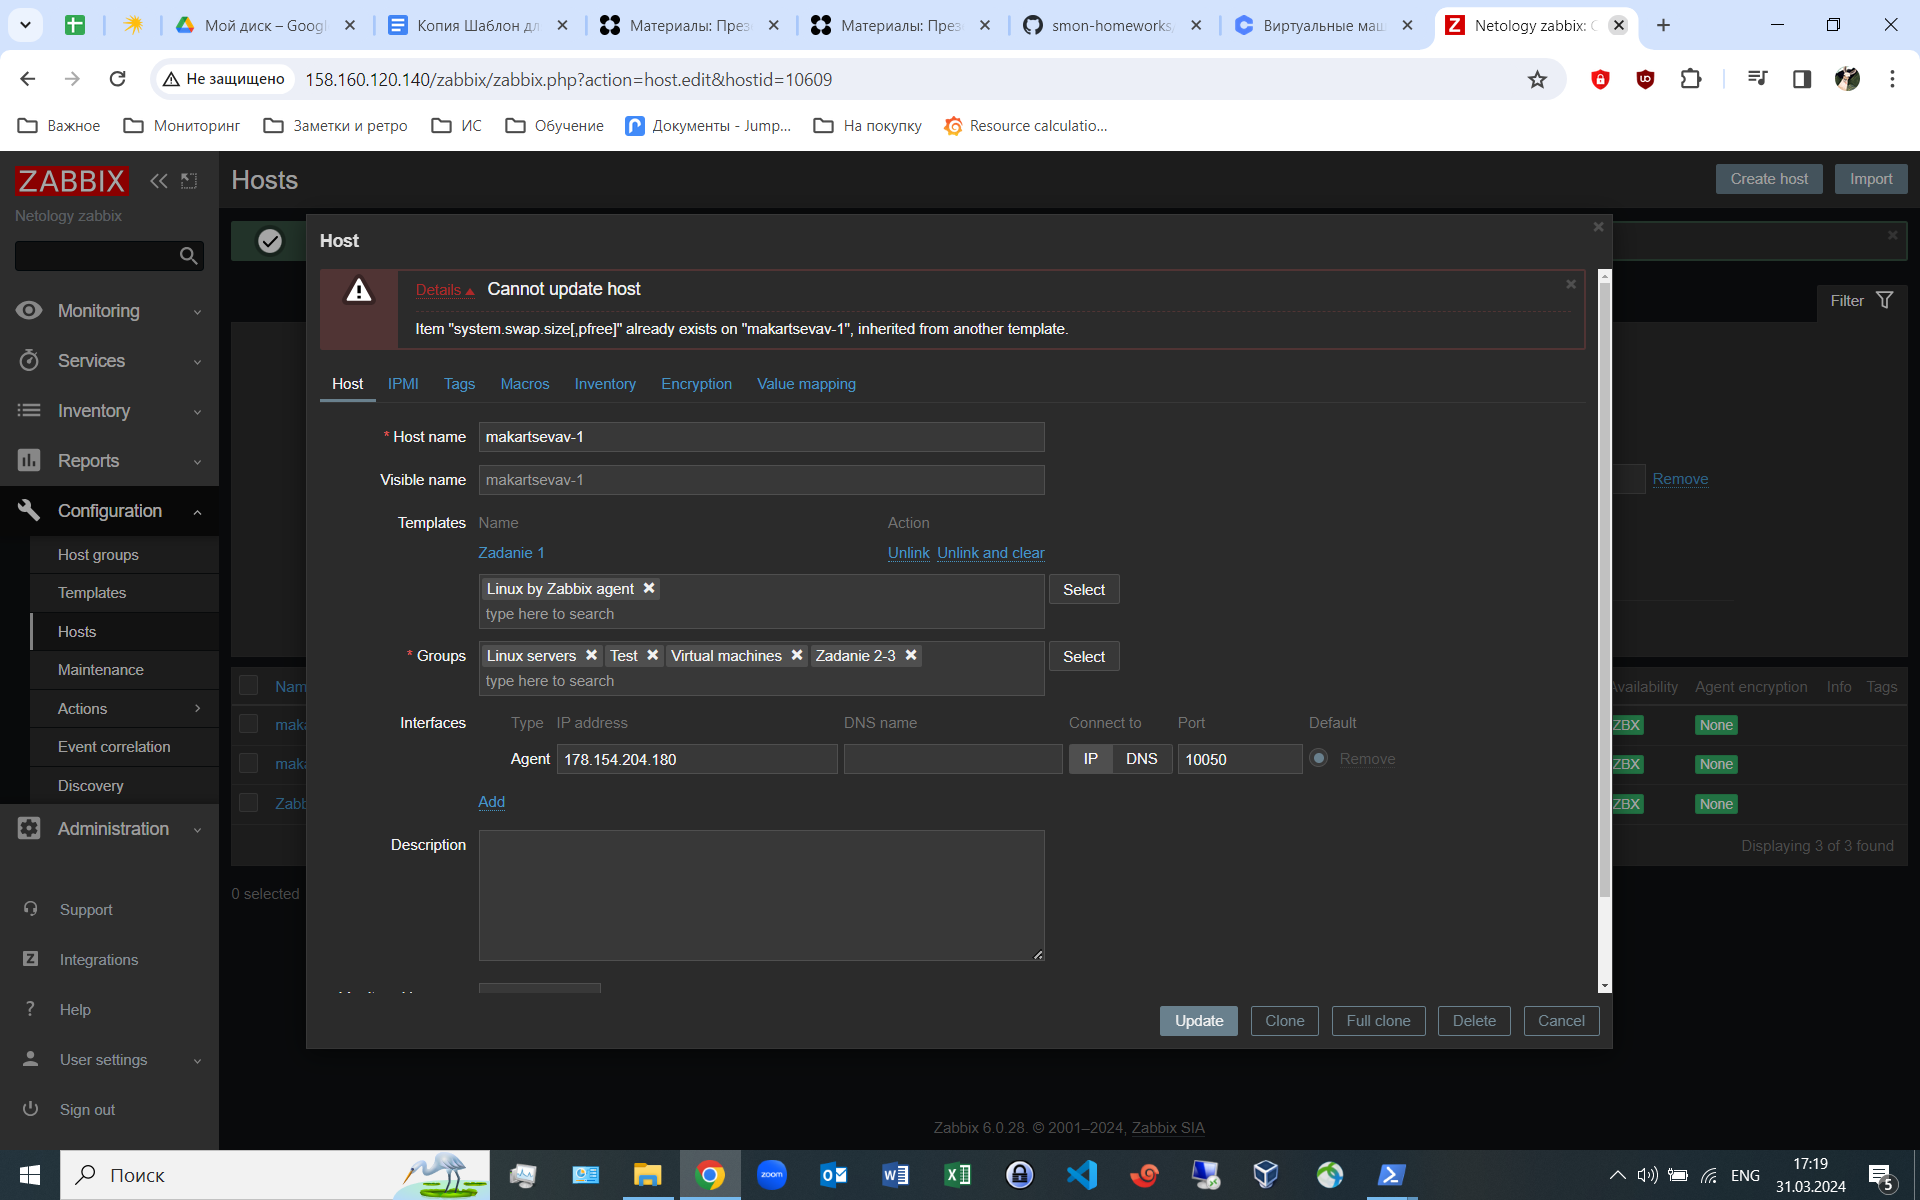 Мой диск – Googl
Копия Шаблон дл
Материалы: През
Материалы: През
smon-homeworks,
Виртуальные маш
Netology zabbix: C
Не защищено
158.160.120.140/zabbix/zabbix.php?action=host.edit&hostid=10609
Важное
Мониторинг
Заметки и ретро
ИС
Обучение
Документы - Jump...
На покупку
Resource calculatio...
ZABBIX
Netology zabbix
Hosts
Create host
Import
Monitoring
Services
Inventory
Reports
Configuration
Host groups
Templates
Hosts
Maintenance
Actions
Event correlation
Discovery
Administration
Support
Integrations
Help
User settings
Sign out
Filter
Remove
Host
Details Cannot update host
Item "system.swap.size[,pfree]" already exists on "makartsevav-1", inherited from another template.
Host IPMI Tags Macros Inventory Encryption Value mapping
* Host name makartsevav-1
Visible name makartsevav-1
Templates Name Action
Zadanie 1 Unlink Unlink and clear
Linux by Zabbix agent
type here to search
Select
* Groups Linux servers Test Virtual machines Zadanie 2-3
type here to search
Select
Interfaces Type IP address DNS name Connect to Port Default
Agent 178.154.204.180 IP DNS 10050 Remove
Add
Description
Update Clone Full clone Delete Cancel
Nam
Availability Agent encryption Info Tags
maka
ZBX None
maka
ZBX None
Zabb
ZBX None
Displaying 3 of 3 found
0 selected
Zabbix 6.0.28. © 2001–2024, Zabbix SIA
Поиск
zoom
ENG
17:19
31.03.2024
5